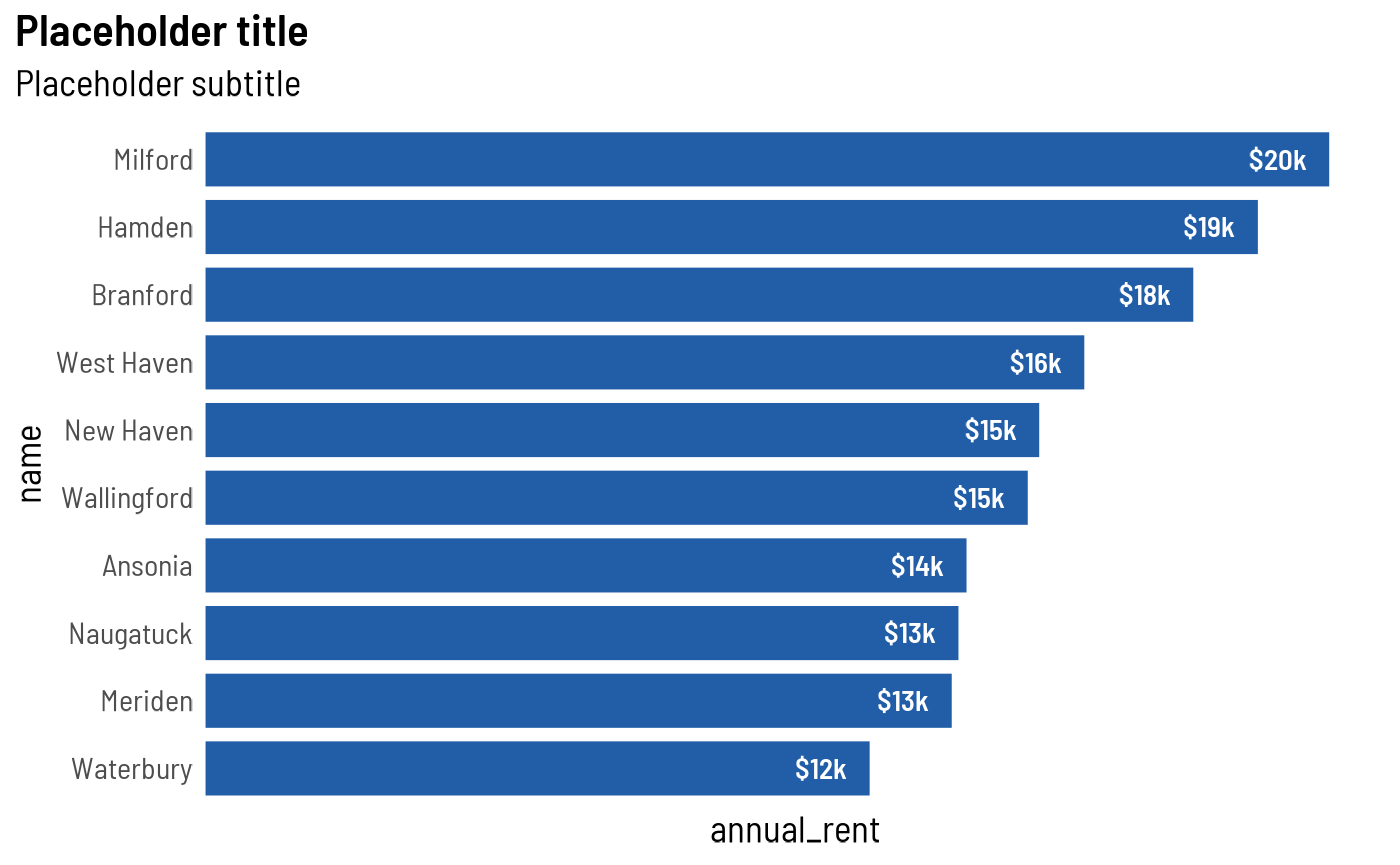 Placeholder title
Placeholder subtitle
Milford $20k
Hamden $19k
Branford $18k
West Haven $16k
New Haven $15k
Wallingford $15k
Ansonia $14k
Naugatuck $13k
Meriden $13k
Waterbury $12k
name
annual_rent